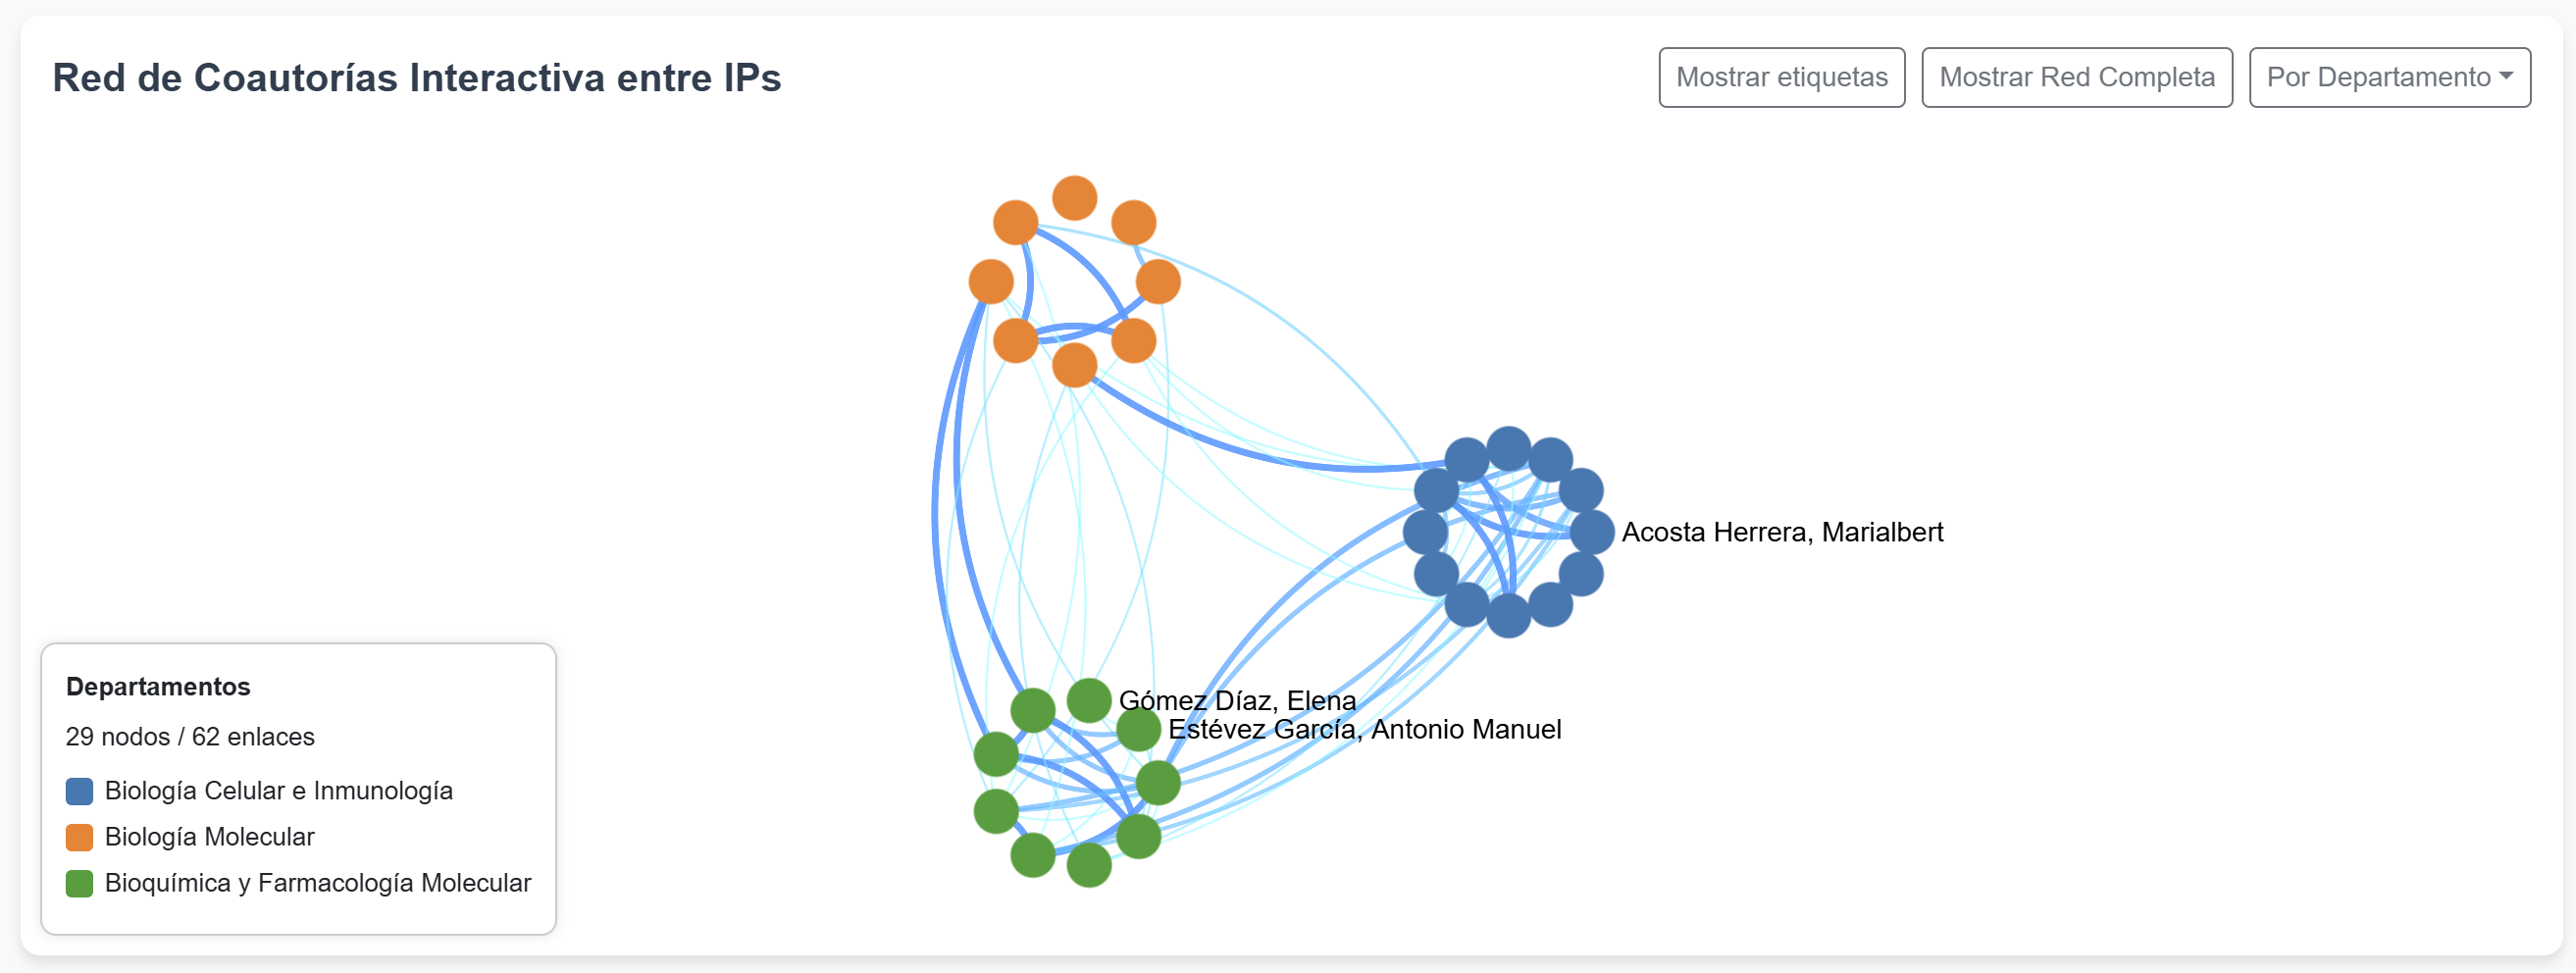 Red de Coautorías Interactiva entre IPs
Mostrar etiquetas
Mostrar Red Completa
Por Departamento
Acosta Herrera, Marialbert
Gómez Díaz, Elena
Estévez García, Antonio Manuel
Departamentos
29 nodos / 62 enlaces
Biología Celular e Inmunología
Biología Molecular
Bioquímica y Farmacología Molecular